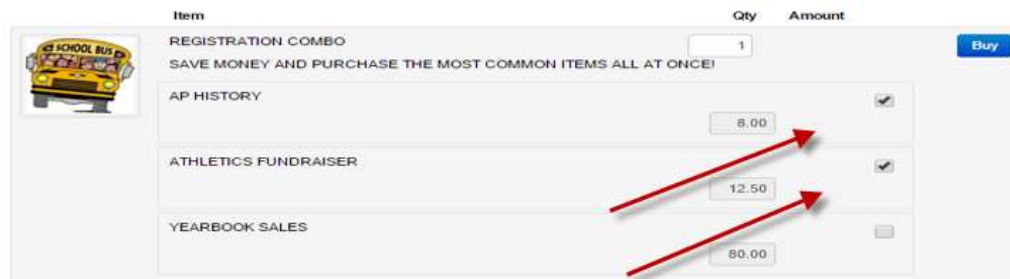 Item Qty Amount
SCHOOL BUS
REGISTRATION COMBO 1 Buy
SAVE MONEY AND PURCHASE THE MOST COMMON ITEMS ALL AT ONCE!
AP HISTORY
8.00
ATHLETICS FUNDRAISER
12.50
YEARBOOK SALES
80.00